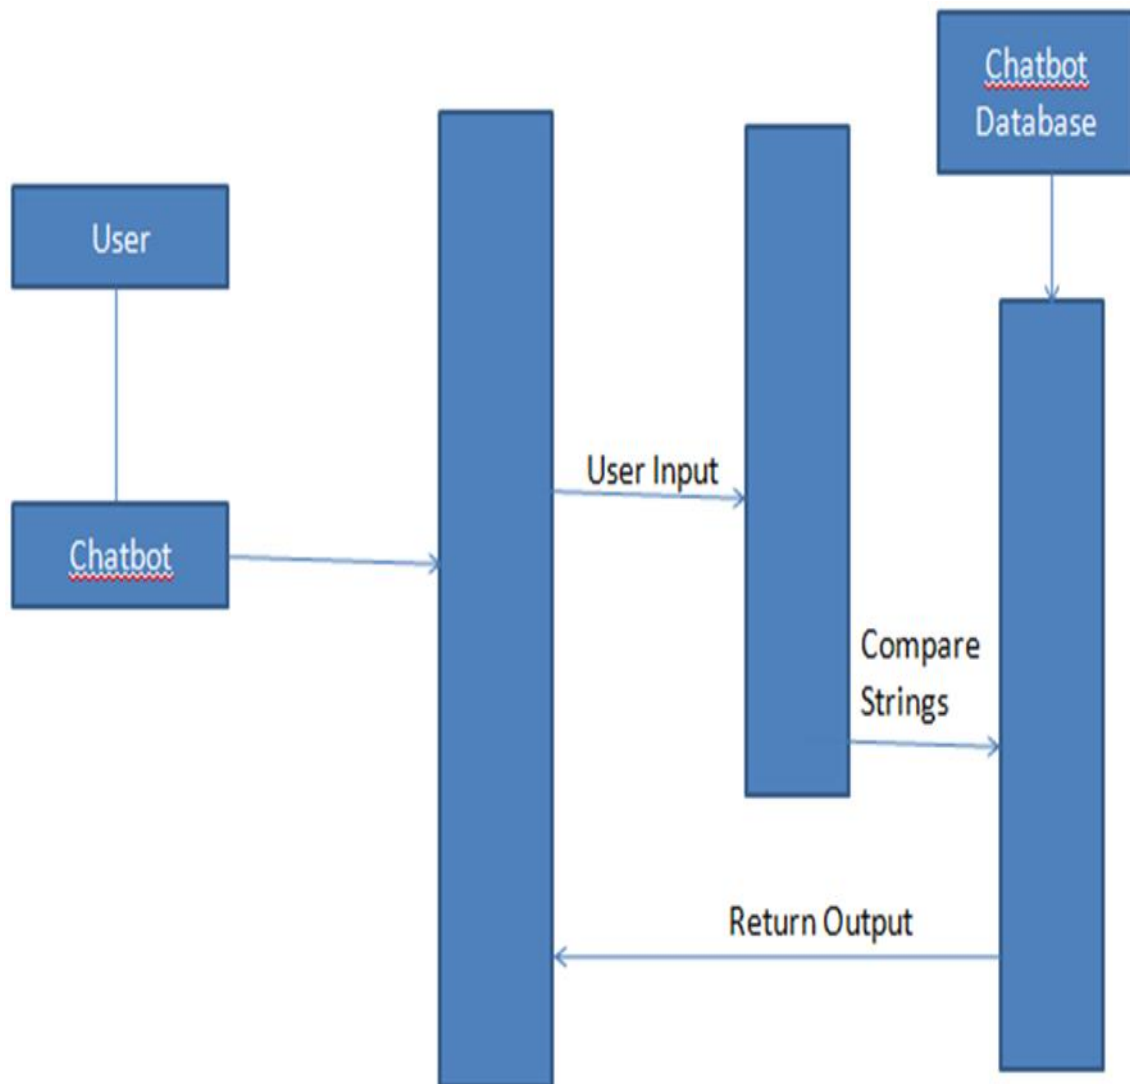 Chatbot
Database
User
User Input
Chatbot
Compare
Strings
Return Output